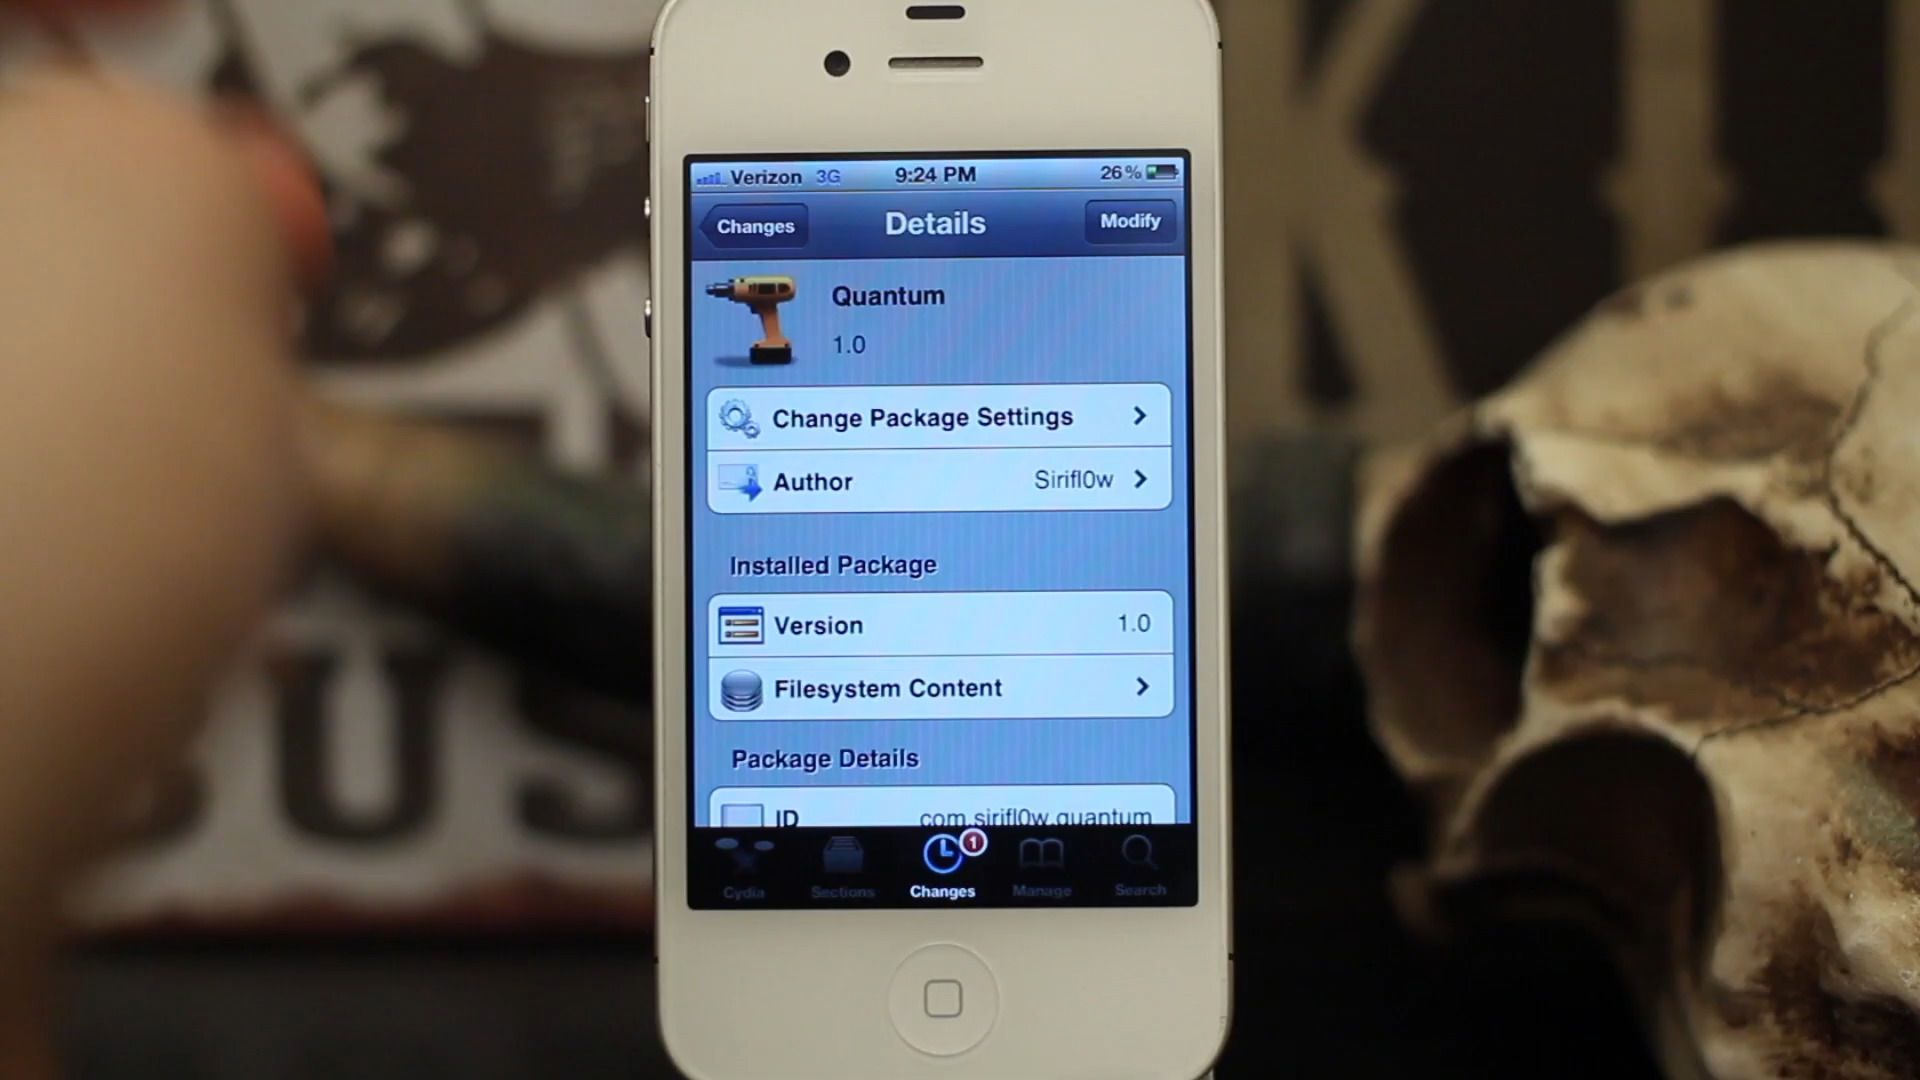 Verizon 3G 9:24 PM 26%
Changes Details Modify
Quantum
1.0
Change Package Settings
Author Sirifl0w
Installed Package
Version 1.0
Filesystem Content
Package Details
ID com.sirifl0w.quantum
1
Cydia Sections Changes Manage Search
US